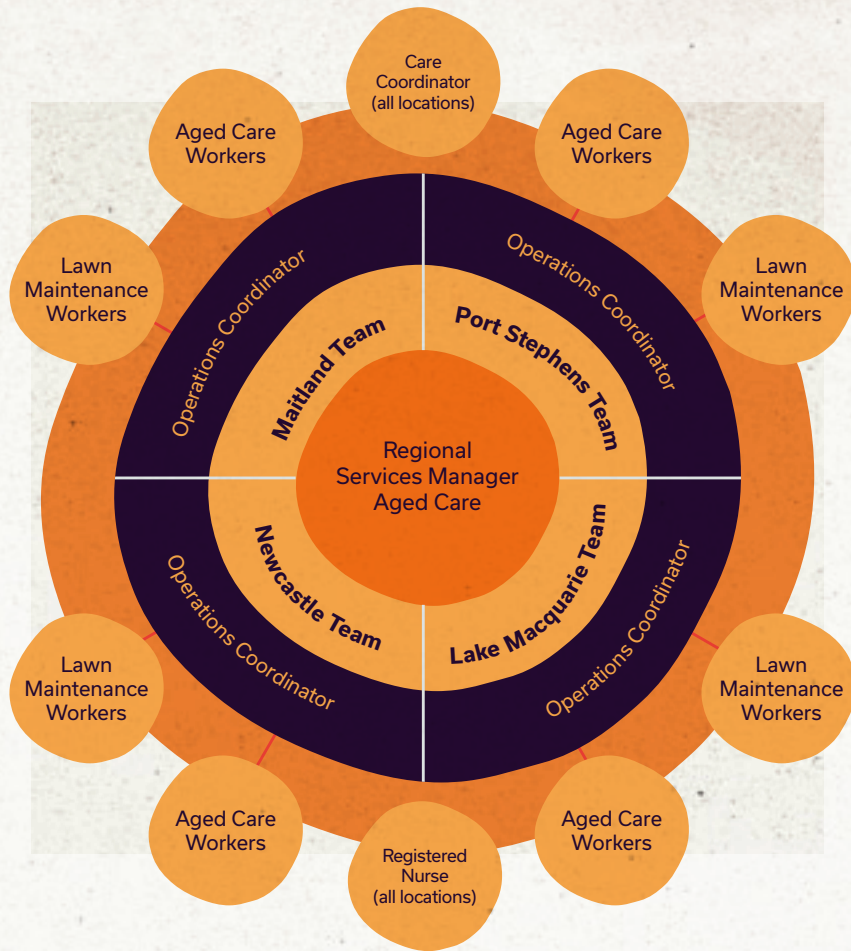 Care
Coordinator
(all locations)
Aged Care
Workers
Aged Care
Workers
Lawn
Maintenance
Workers
Lawn
Maintenance
Workers
Operations Coordinator
Operations Coordinator
Maitland Team
Port Stephens Team
Regional
Services Manager
Aged Care
Newcastle Team
Lake Macquarie Team
Operations Coordinator
Operations Coordinator
Lawn
Maintenance
Workers
Lawn
Maintenance
Workers
Aged Care
Workers
Aged Care
Workers
Registered
Nurse
(all locations)